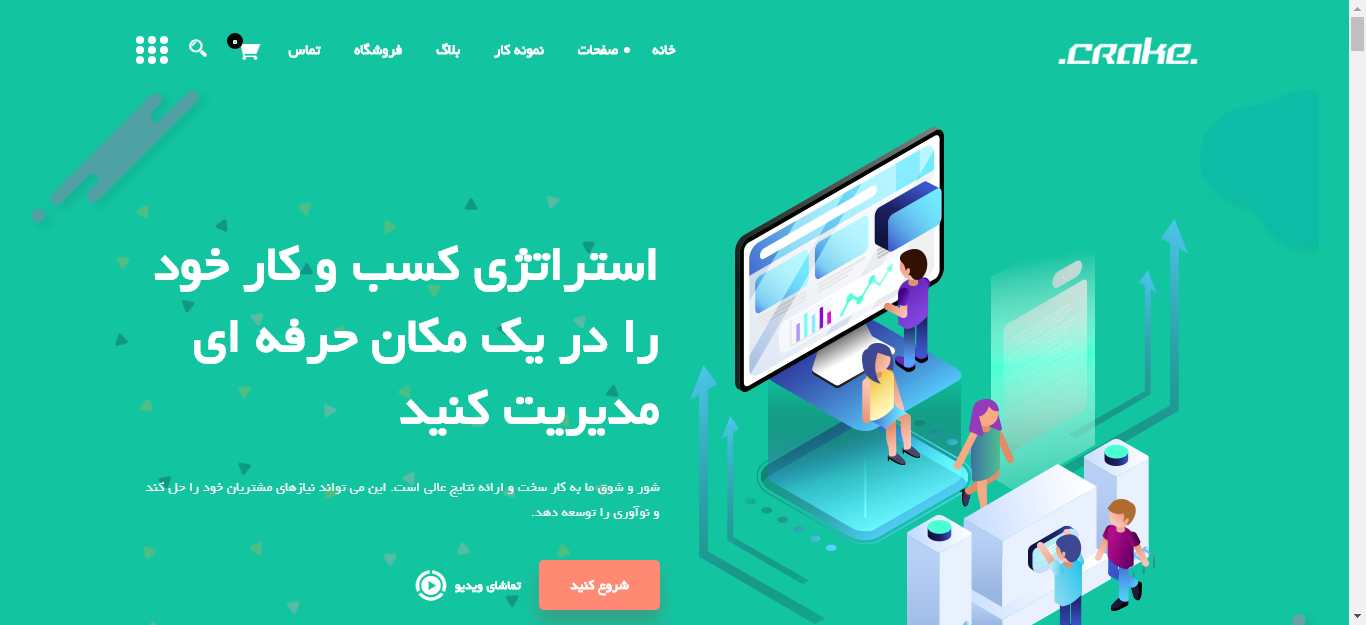 .crake.
خانه
صفحات
نمونه کار
بلاگ
فروشگاه
تماس
0
استراتژی کسب و کار خود
را در یک مکان حرفه ای
مدیریت کنید
شور و شوق ما به کار سخت و ارائه نتایج عالی است. این می تواند نیازهای مشتریان خود را حل کند
و نوآوری را توسعه دهد.
شروع کنید
تماشای ویدیو